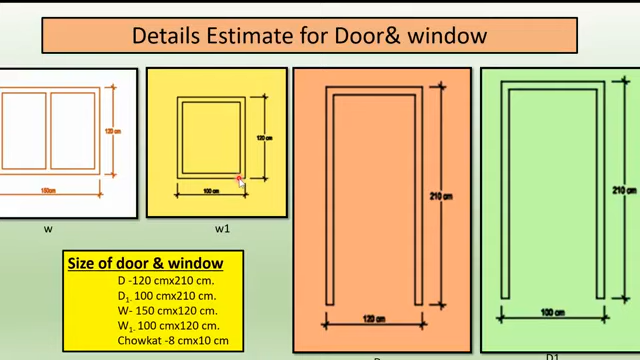 Details Estimate for Door& window
120 cm
150cm
w
120 cm
100 cm
w1
210 cm
120 cm
210 cm
100 cm
D1
Size of door & window
D -120 cmx210 cm.
D1- 100 cmx210 cm.
W- 150 cmx120 cm.
W1- 100 cmx120 cm.
Chowkat -8 cmx10 cm